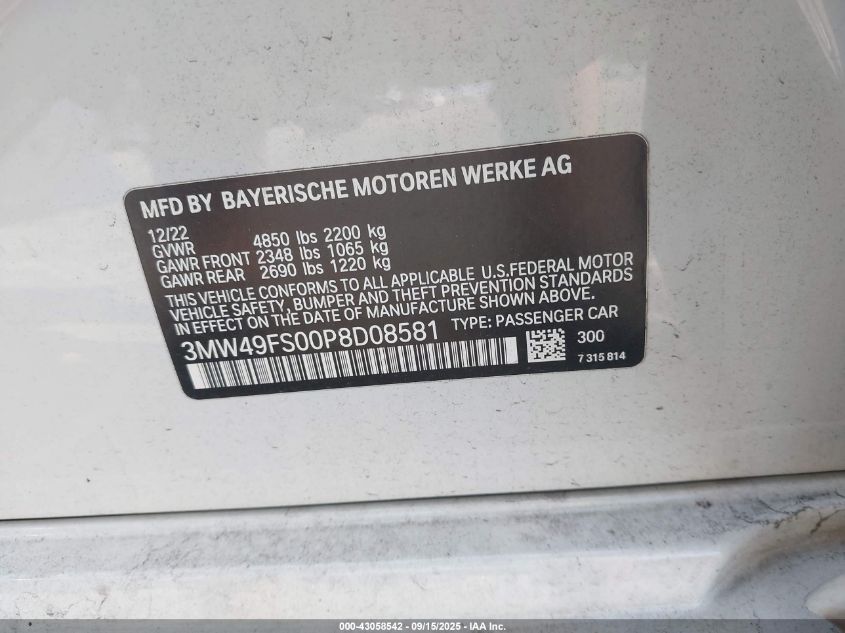 MFD BY BAYERISCHE MOTOREN WERKE AG
12/22
GVWR 4850 lbs 2200 kg
GAWR FRONT 2348 lbs 1065 kg
GAWR REAR 2690 lbs 1220 kg
THIS VEHICLE CONFORMS TO ALL APPLICABLE U.S.FEDERAL MOTOR
VEHICLE SAFETY, BUMPER AND THEFT PREVENTION STANDARDS
IN EFFECT ON THE DATE OF MANUFACTURE SHOWN ABOVE.
3MW49FS00P8D08581 TYPE: PASSENGER CAR
300
7 315 814
000-43058542 - 09/15/2025 - IAA Inc.